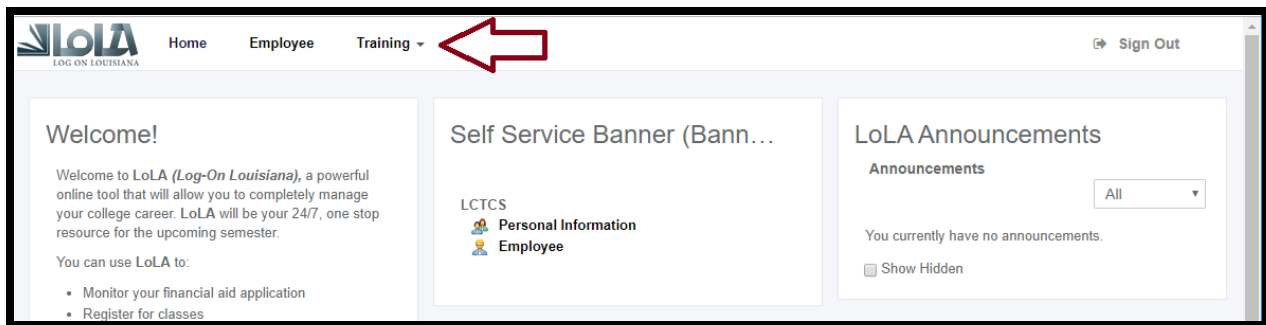 LOLA
LOG ON LOUISIANA
Home Employee Training
Sign Out
Welcome!
Welcome to LoLA (Log-On Louisiana), a powerful
online tool that will allow you to completely manage
your college career. LoLA will be your 24/7, one stop
resource for the upcoming semester.
You can use LoLA to:
• Monitor your financial aid application
• Register for classes
Self Service Banner (Bann...
LCTCS
Personal Information
Employee
LoLA Announcements
Announcements
All
You currently have no announcements.
Show Hidden